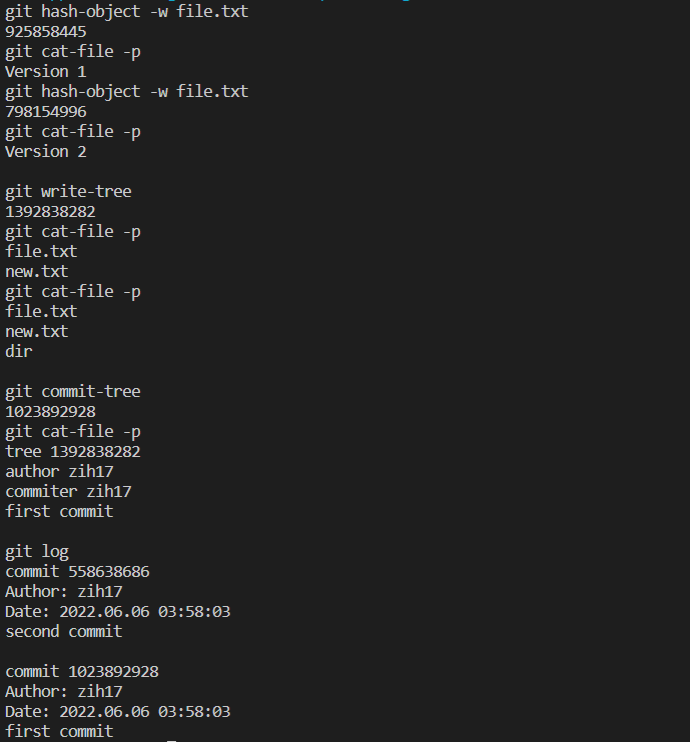 git hash-object -w file.txt
925858445
git cat-file -p
Version 1
git hash-object -w file.txt
798154996
git cat-file -p
Version 2
git write-tree
1392838282
git cat-file -p
file.txt
new.txt
git cat-file -p
file.txt
new.txt
dir
git commit-tree
1023892928
git cat-file -p
tree 1392838282
author zih17
commiter zih17
first commit
git log
commit 558638686
Author: zih17
Date: 2022.06.06 03:58:03
second commit
commit 1023892928
Author: zih17
Date: 2022.06.06 03:58:03
first commit